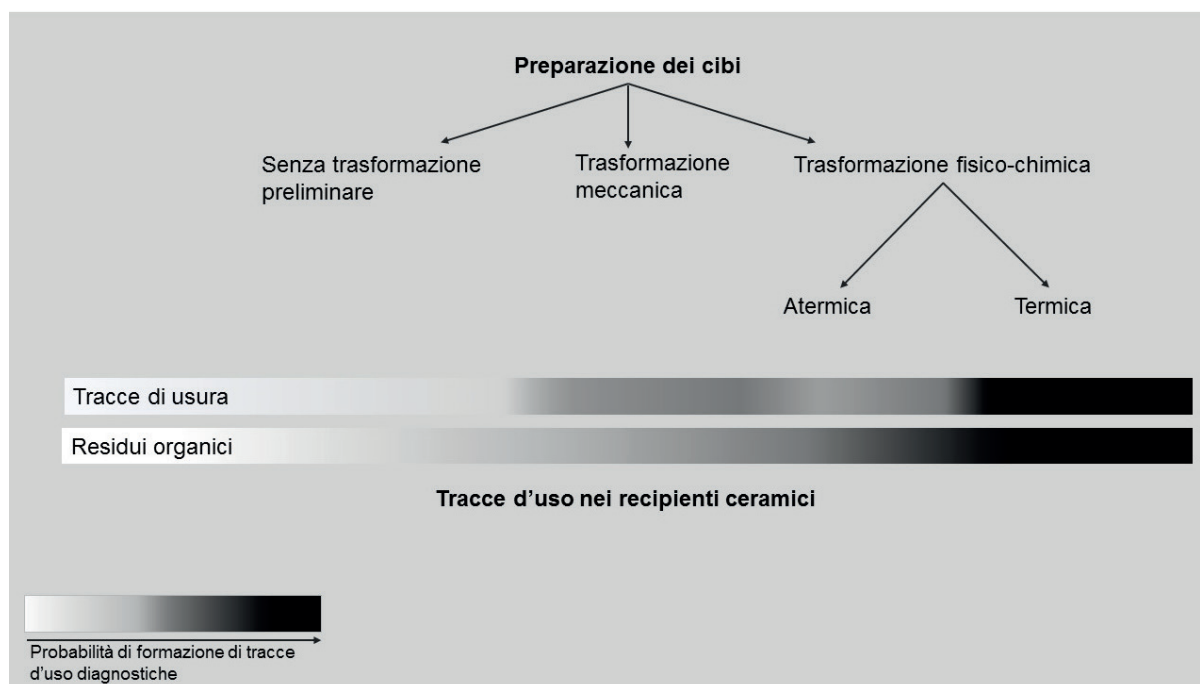 Preparazione dei cibi
Senza trasformazione
preliminare
Trasformazione
meccanica
Trasformazione fisico-chimica
Atermica
Termica
Tracce di usura
Residui organici
Tracce d’uso nei recipienti ceramici
Probabilità di formazione di tracce
d’uso diagnostiche